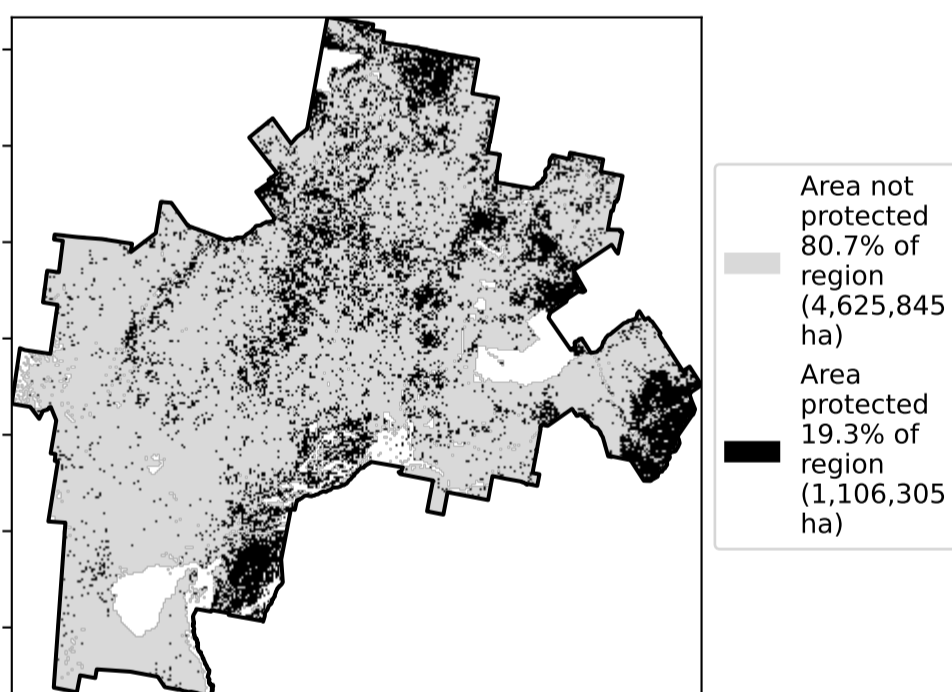 Area not
protected
80.7% of
region
(4,625,845
ha)
Area
protected
19.3% of
region
(1,106,305
ha)